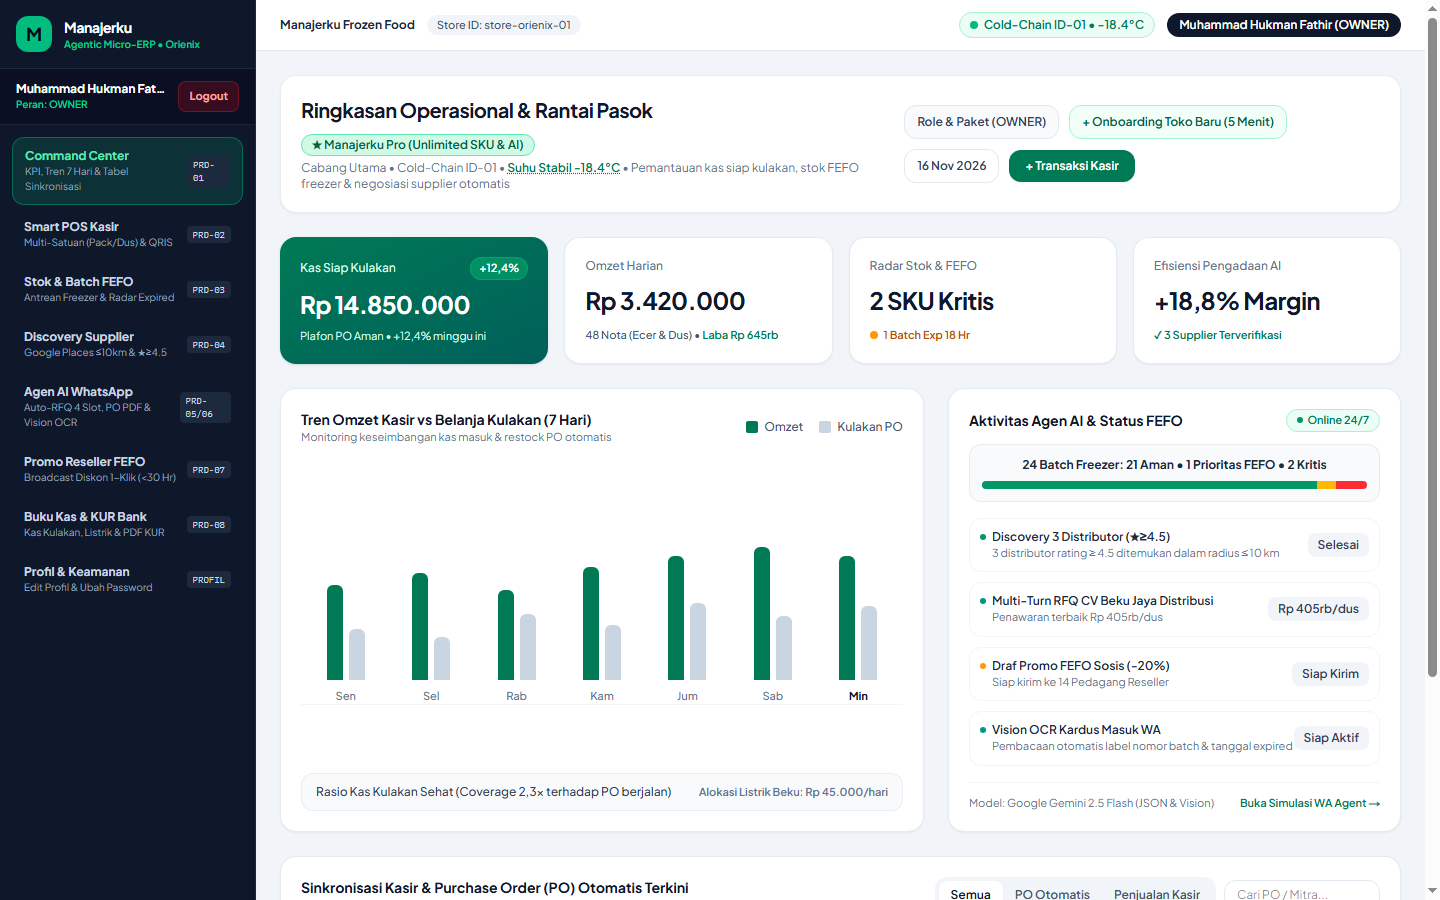 M
Manajerku
Agentic Micro-ERP • Orienix
Muhammad Hukman Fat...
Peran: OWNER
Logout
Command Center
KPI, Tren 7 Hari & Tabel
Sinkronisasi
PRD-
01
Smart POS Kasir
Multi-Satuan (Pack/Dus) & QRIS
PRD-02
Stok & Batch FEFO
Antrean Freezer & Radar Expired
PRD-03
Discovery Supplier
Google Places ≤10km & ★≥4.5
PRD-04
Agen AI WhatsApp
Auto-RFQ 4 Slot, PO PDF &
Vision OCR
PRD-
05/06
Promo Reseller FEFO
Broadcast Diskon 1-Klik (<30 Hr)
PRD-07
Buku Kas & KUR Bank
Kas Kulakan, Listrik & PDF KUR
PRD-08
Profil & Keamanan
Edit Profil & Ubah Password
PROFIL
Manajerku Frozen Food
Store ID: store-orienix-01
Cold-Chain ID-01 • -18.4°C
Muhammad Hukman Fathir (OWNER)
Ringkasan Operasional & Rantai Pasok
★ Manajerku Pro (Unlimited SKU & AI)
Cabang Utama • Cold-Chain ID-01 • Suhu Stabil -18.4°C • Pemantauan kas siap kulakan, stok FEFO
freezer & negosiasi supplier otomatis
Role & Paket (OWNER)
+ Onboarding Toko Baru (5 Menit)
16 Nov 2026
+ Transaksi Kasir
Kas Siap Kulakan
+12,4%
Rp 14.850.000
Plafon PO Aman • +12,4% minggu ini
Omzet Harian
Rp 3.420.000
48 Nota (Ecer & Dus) • Laba Rp 645rb
Radar Stok & FEFO
2 SKU Kritis
1 Batch Exp 18 Hr
Efisiensi Pengadaan AI
+18,8% Margin
✓ 3 Supplier Terverifikasi
Tren Omzet Kasir vs Belanja Kulakan (7 Hari)
Monitoring keseimbangan kas masuk & restock PO otomatis
Omzet
Kulakan PO
Sen
Sel
Rab
Kam
Jum
Sab
Min
Rasio Kas Kulakan Sehat (Coverage 2,3× terhadap PO berjalan)
Alokasi Listrik Beku: Rp 45.000/hari
Aktivitas Agen AI & Status FEFO
Online 24/7
24 Batch Freezer: 21 Aman • 1 Prioritas FEFO • 2 Kritis
Discovery 3 Distributor (★≥4.5)
3 distributor rating ≥ 4.5 ditemukan dalam radius ≤ 10 km
Selesai
Multi-Turn RFQ CV Beku Jaya Distribusi
Penawaran terbaik Rp 405rb/dus
Rp 405rb/dus
Draf Promo FEFO Sosis (-20%)
Siap kirim ke 14 Pedagang Reseller
Siap Kirim
Vision OCR Kardus Masuk WA
Pembacaan otomatis label nomor batch & tanggal expired
Siap Aktif
Model: Google Gemini 2.5 Flash (JSON & Vision)
Buka Simulasi WA Agent →
Sinkronisasi Kasir & Purchase Order (PO) Otomatis Terkini
Semua
PO Otomatis
Penjualan Kasir
Cari PO / Mitra...